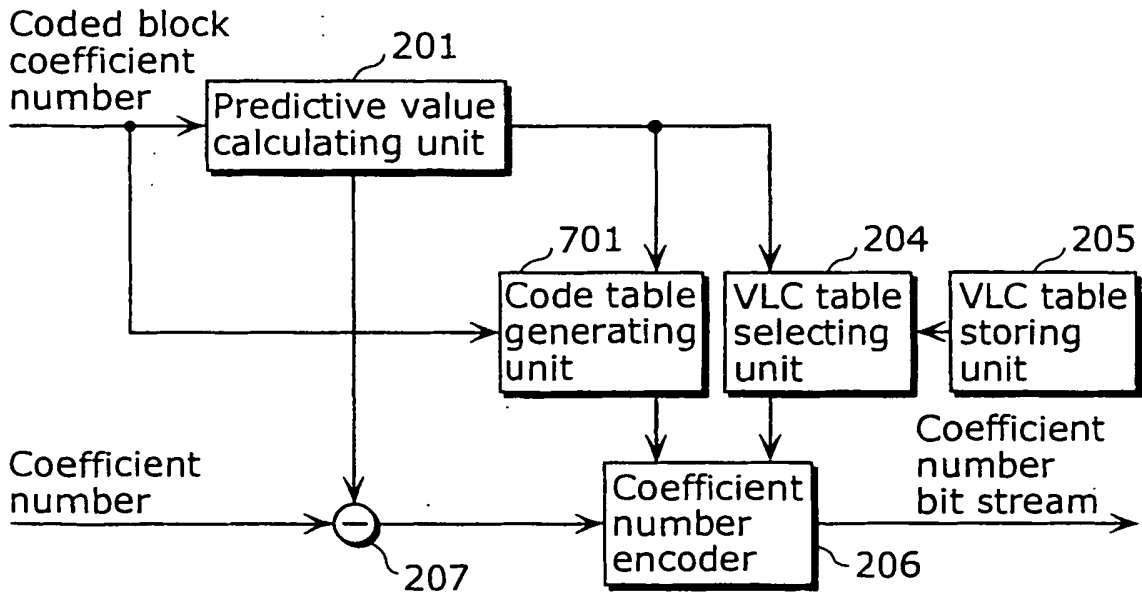 Coded block
coefficient
number
201
Predictive value
calculating unit
701
204
205
Code table
generating
unit
VLC table
selecting
unit
VLC table
storing
unit
Coefficient
number
Coefficient
number
encoder
Coefficient
number
bit stream
207
206